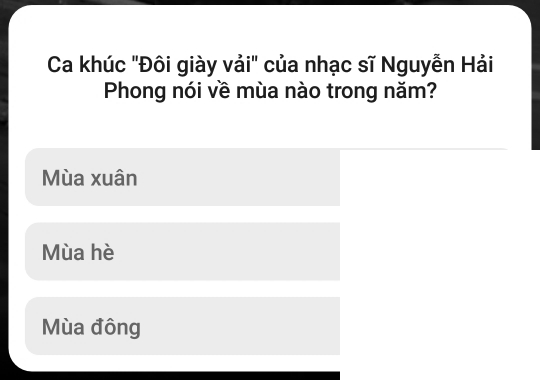 Ca khúc "Đôi giày vải" của nhạc sĩ Nguyễn Hải
Phong nói về mùa nào trong năm?
Mùa xuân
Mùa hè
Mùa đông